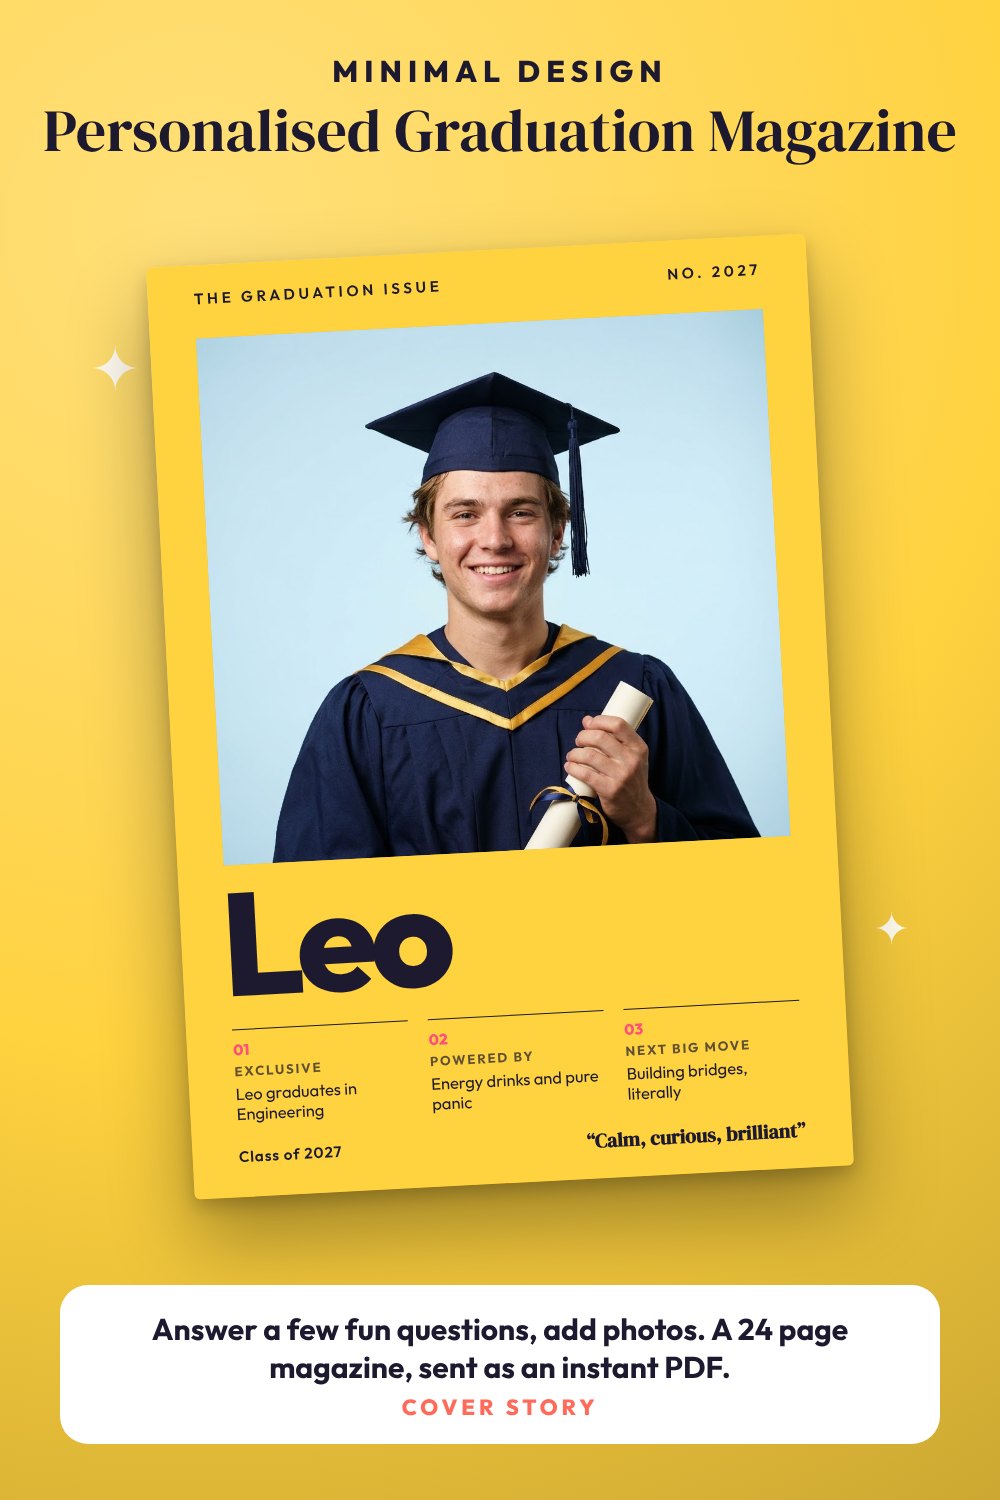 MINIMAL DESIGN
Personalised Graduation Magazine
THE GRADUATION ISSUE
NO. 2027
Leo
01
EXCLUSIVE
Leo graduates in
Engineering
02
POWERED BY
Energy drinks and pure
panic
03
NEXT BIG MOVE
Building bridges,
literally
Class of 2027
“Calm, curious, brilliant”
Answer a few fun questions, add photos. A 24 page
magazine, sent as an instant PDF.
COVER STORY